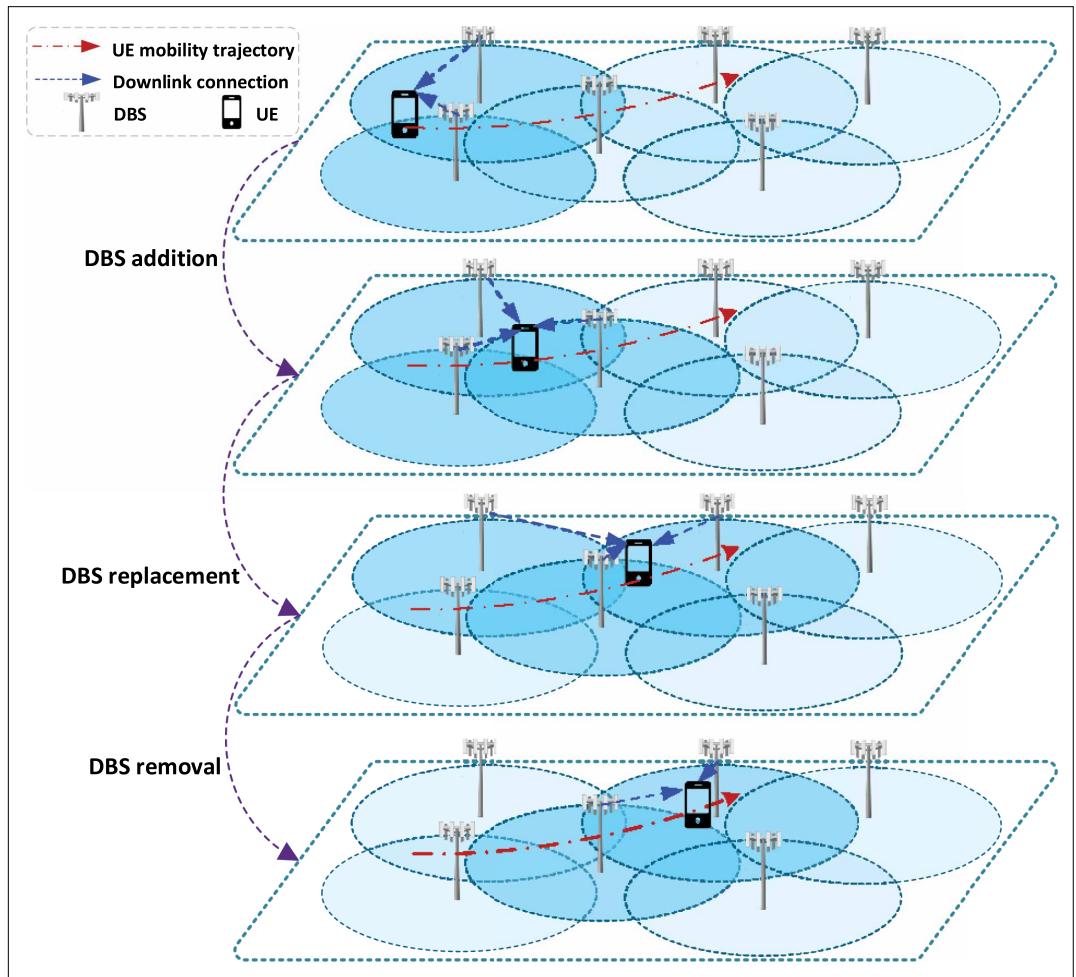 UE mobility trajectory
Downlink connection
DBS UE
DBS addition
DBS replacement
DBS removal